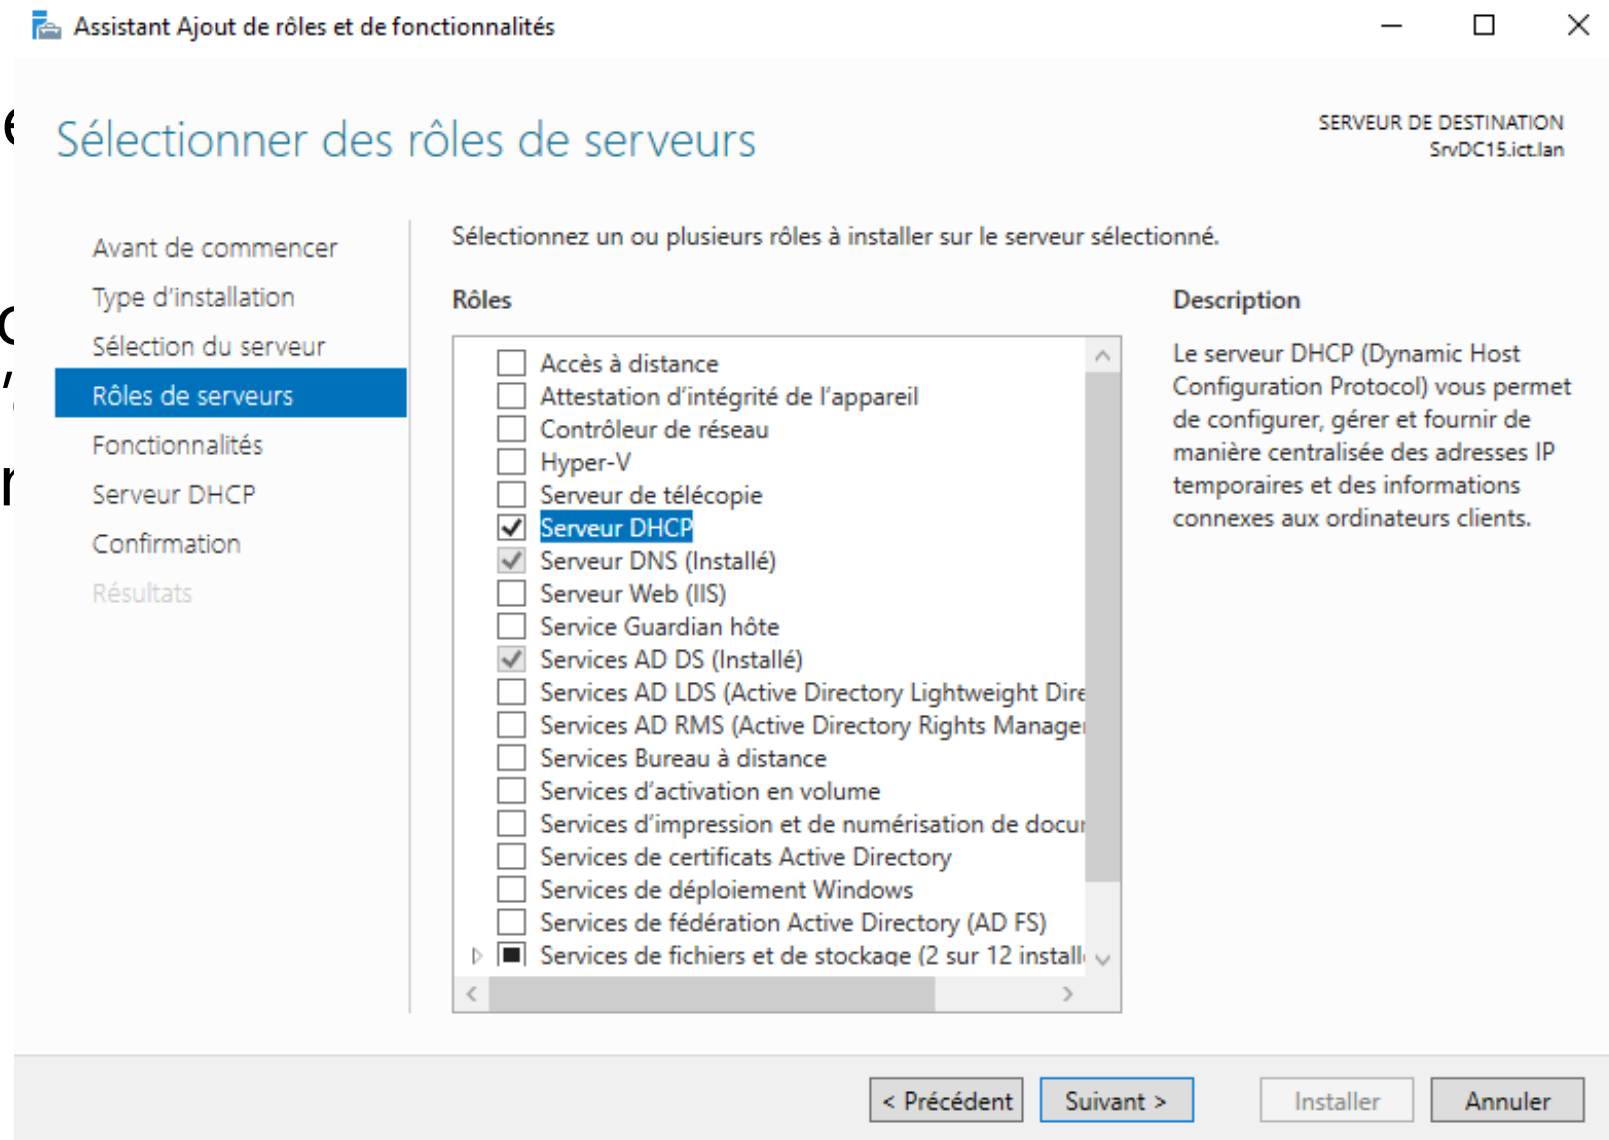 Assistant Ajout de rôles et de fonctionnalités
Sélectionner des rôles de serveurs
SERVEUR DE DESTINATION
SrvDC15.ict.lan
Avant de commencer
Type d'installation
Sélection du serveur
Rôles de serveurs
Fonctionnalités
Serveur DHCP
Confirmation
Résultats
Sélectionnez un ou plusieurs rôles à installer sur le serveur sélectionné.
Rôles
Accès à distance
Attestation d'intégrité de l'appareil
Contrôleur de réseau
Hyper-V
Serveur de télécopie
Serveur DHCP
Serveur DNS (Installé)
Serveur Web (IIS)
Service Guardian hôte
Services AD DS (Installé)
Services AD LDS (Active Directory Lightweight Dire
Services AD RMS (Active Directory Rights Manage
Services Bureau à distance
Services d'activation en volume
Services d'impression et de numérisation de docu
Services de certificats Active Directory
Services de déploiement Windows
Services de fédération Active Directory (AD FS)
Services de fichiers et de stockage (2 sur 12 install
Description
Le serveur DHCP (Dynamic Host
Configuration Protocol) vous permet
de configurer, gérer et fournir de
manière centralisée des adresses IP
temporaires et des informations
connexes aux ordinateurs clients.
< Précédent
Suivant >
Installer
Annuler